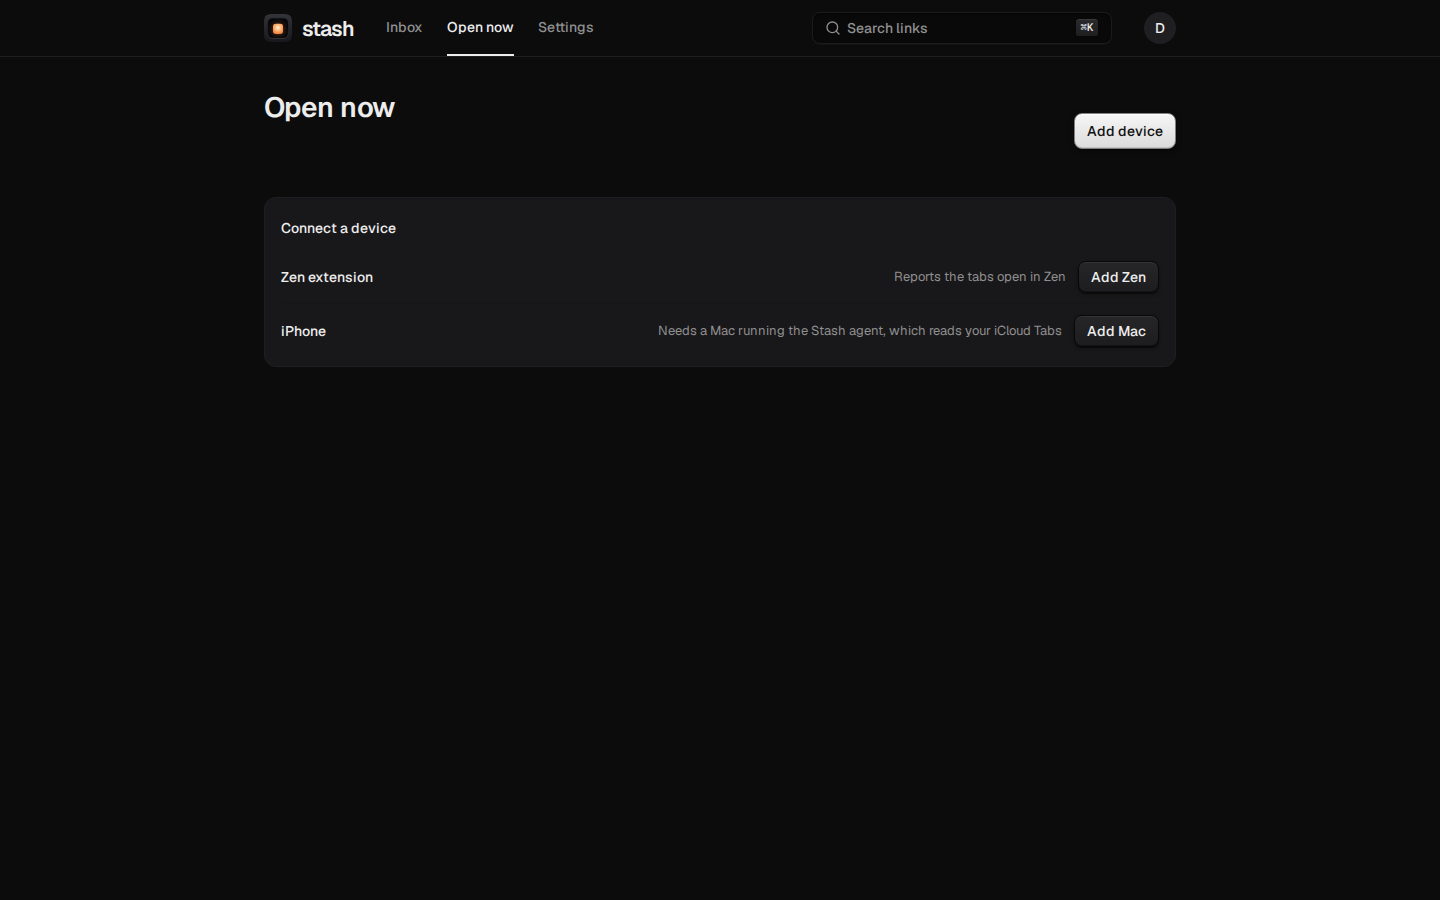 stash
Inbox
Open now
Settings
Search links
⌘K
D
Open now
Add device
Connect a device
Zen extension
Reports the tabs open in Zen
Add Zen
iPhone
Needs a Mac running the Stash agent, which reads your iCloud Tabs
Add Mac